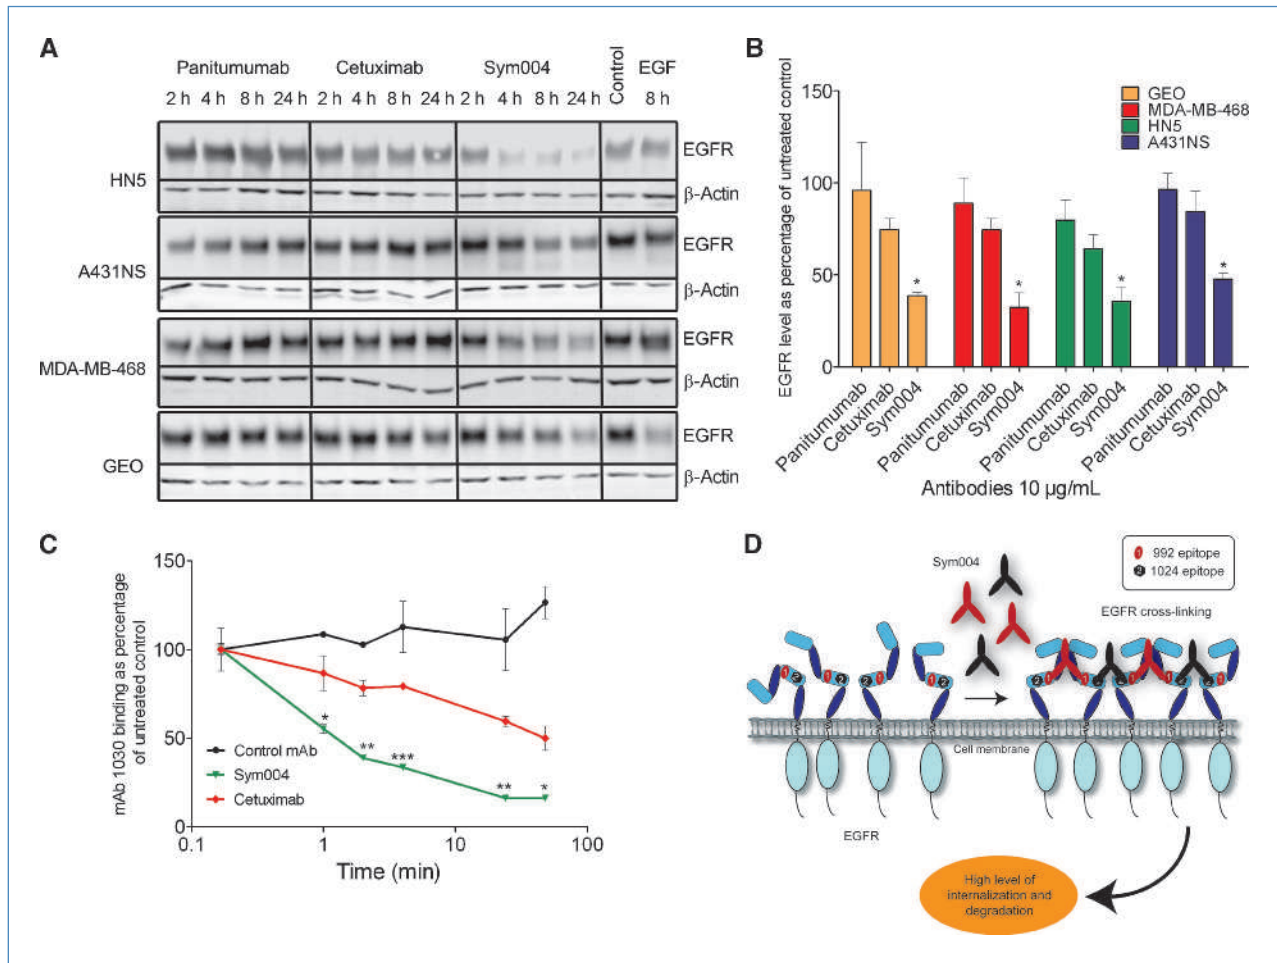 A
Panitumumab Cetuximab Sym004 Control EGF
2 h 4 h 8 h 24 h 2 h 4 h 8 h 24 h 2 h 4 h 8 h 24 h 8 h
HN5
EGFR
β-Actin
A431NS
EGFR
β-Actin
MDA-MB-468
EGFR
β-Actin
GEO
EGFR
β-Actin
B
EGFR level as percentage of untreated control
150
100
50
0
GEO
MDA-MB-468
HN5
A431NS
* * * *
Panitumumab Cetuximab Sym004 Panitumumab Cetuximab Sym004 Panitumumab Cetuximab Sym004 Panitumumab Cetuximab Sym004
Antibodies 10 µg/mL
C
mAb 1030 binding as percentage
of untreated control
150
100
50
0
* ** *** ** *
Control mAb
Sym004
Cetuximab
0.1 1 10 100
Time (min)
D
1 992 epitope
2 1024 epitope
Sym004
EGFR cross-linking
Cell membrane
EGFR
High level of
internalization and
degradation